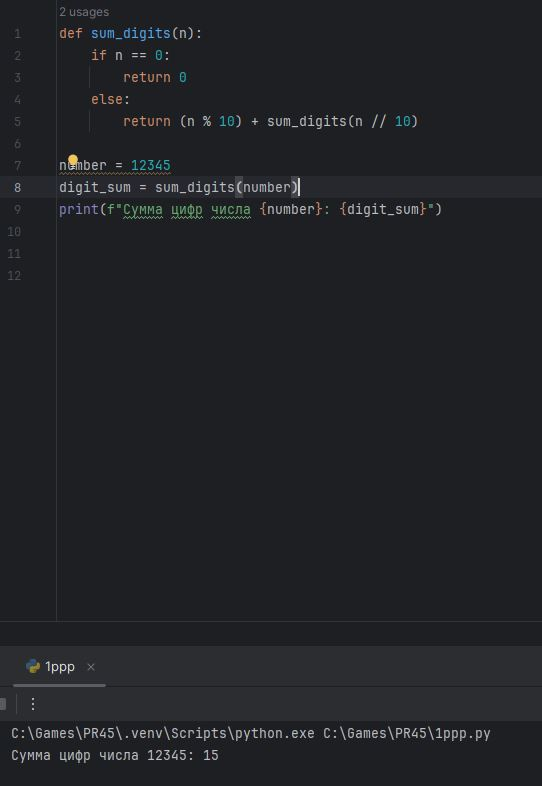 2 usages
1 def sum_digits(n):
2 if n == 0:
3 return 0
4 else:
5 return (n % 10) + sum_digits(n // 10)
6
7 number = 12345
8 digit_sum = sum_digits(number)
9 print(f"Сумма цифр числа {number}: {digit_sum}")
10
11
12
1ppp ×
C:\Games\PR45\.venv\Scripts\python.exe C:\Games\PR45\1ppp.py
Сумма цифр числа 12345: 15